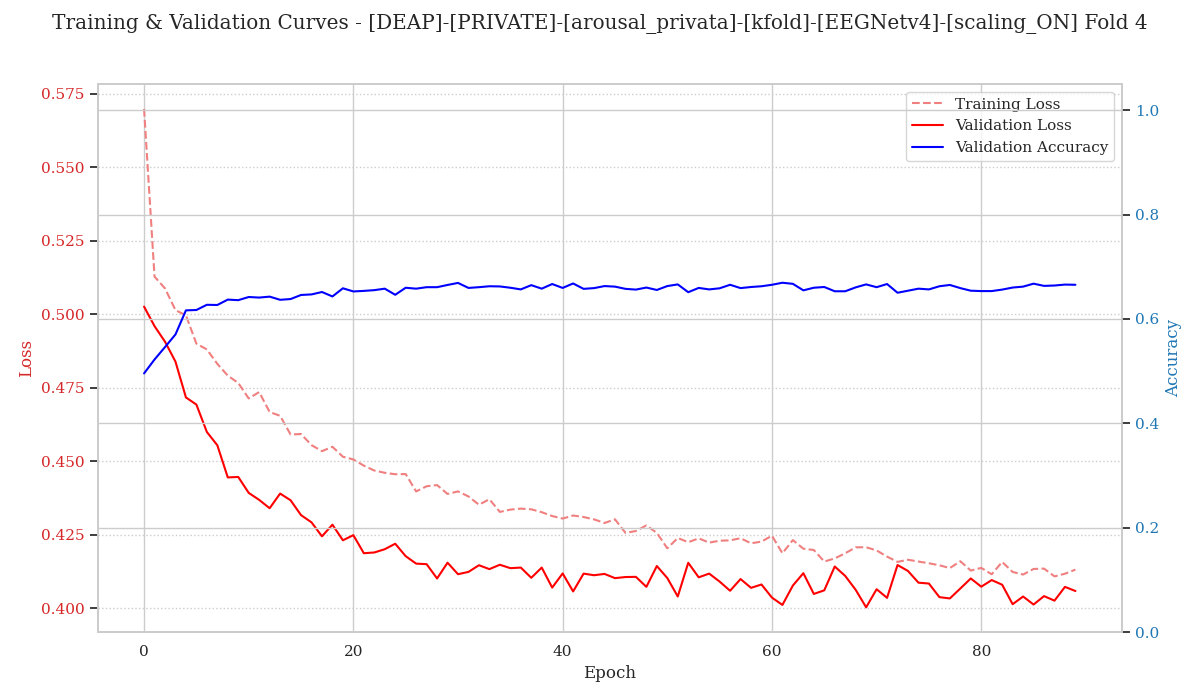 Training & Validation Curves - [DEAP]-[PRIVATE]-[arousal_privata]-[kfold]-[EEGNetv4]-[scaling_ON] Fold 4
Training Loss
Validation Loss
Validation Accuracy
0.575
0.550
0.525
0.500
0.475
0.450
0.425
0.400
Loss
1.0
0.8
0.6
0.4
0.2
0.0
Accuracy
0
20
40
60
80
Epoch